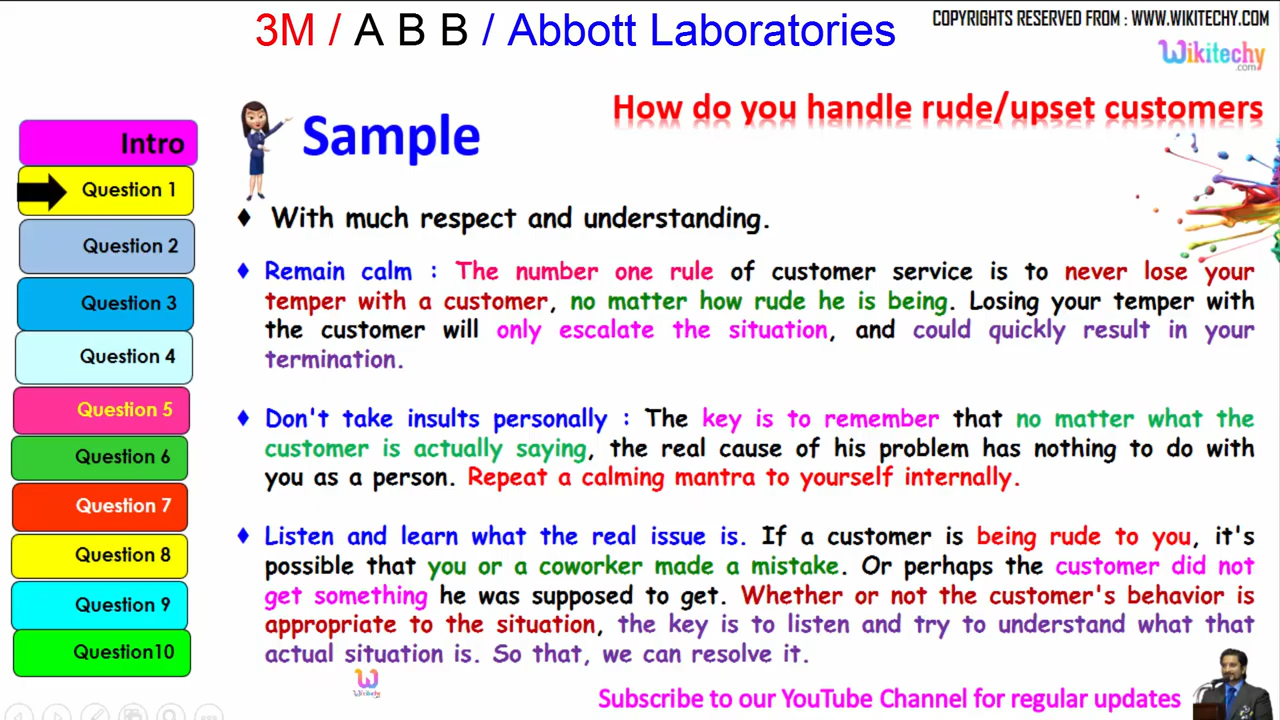 3M / A B B / Abbott Laboratories
COPYRIGHTS RESERVED FROM : WWW.WIKITECHY.COM
Wikitechy
.com
How do you handle rude/upset customers
Sample
Intro
Question 1
Question 2
Question 3
Question 4
Question 5
Question 6
Question 7
Question 8
Question 9
Question10
With much respect and understanding.
Remain calm : The number one rule of customer service is to never lose your
temper with a customer, no matter how rude he is being. Losing your temper with
the customer will only escalate the situation, and could quickly result in your
termination.
Don't take insults personally : The key is to remember that no matter what the
customer is actually saying, the real cause of his problem has nothing to do with
you as a person. Repeat a calming mantra to yourself internally.
Listen and learn what the real issue is. If a customer is being rude to you, it's
possible that you or a coworker made a mistake. Or perhaps the customer did not
get something he was supposed to get. Whether or not the customer's behavior is
appropriate to the situation, the key is to listen and try to understand what that
actual situation is. So that, we can resolve it.
W
Wikitechy
Subscribe to our YouTube Channel for regular updates